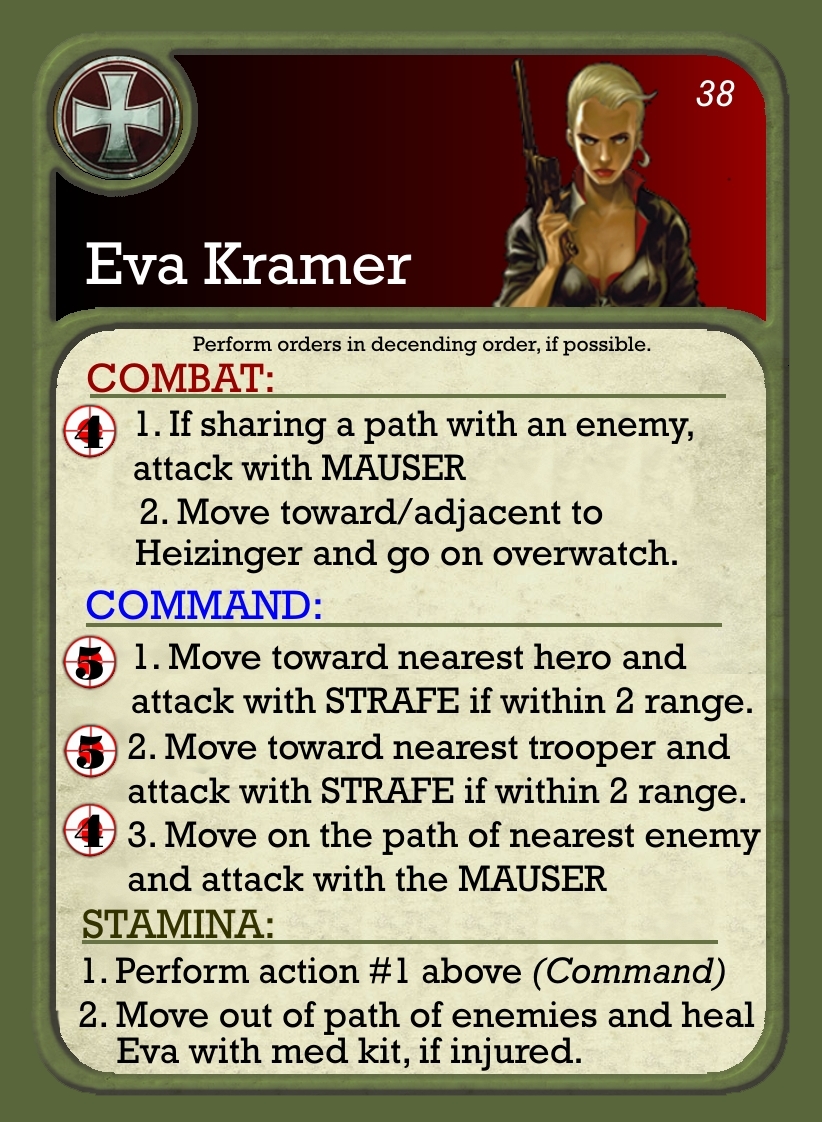 38
Eva Kramer
Perform orders in decending order, if possible.
COMBAT:
4 1. If sharing a path with an enemy,
attack with MAUSER
2. Move toward/adjacent to
Heizinger and go on overwatch.
COMMAND:
5 1. Move toward nearest hero and
attack with STRAFE if within 2 range.
5 2. Move toward nearest trooper and
attack with STRAFE if within 2 range.
4 3. Move on the path of nearest enemy
and attack with the MAUSER
STAMINA:
1. Perform action #1 above (Command)
2. Move out of path of enemies and heal
Eva with med kit, if injured.